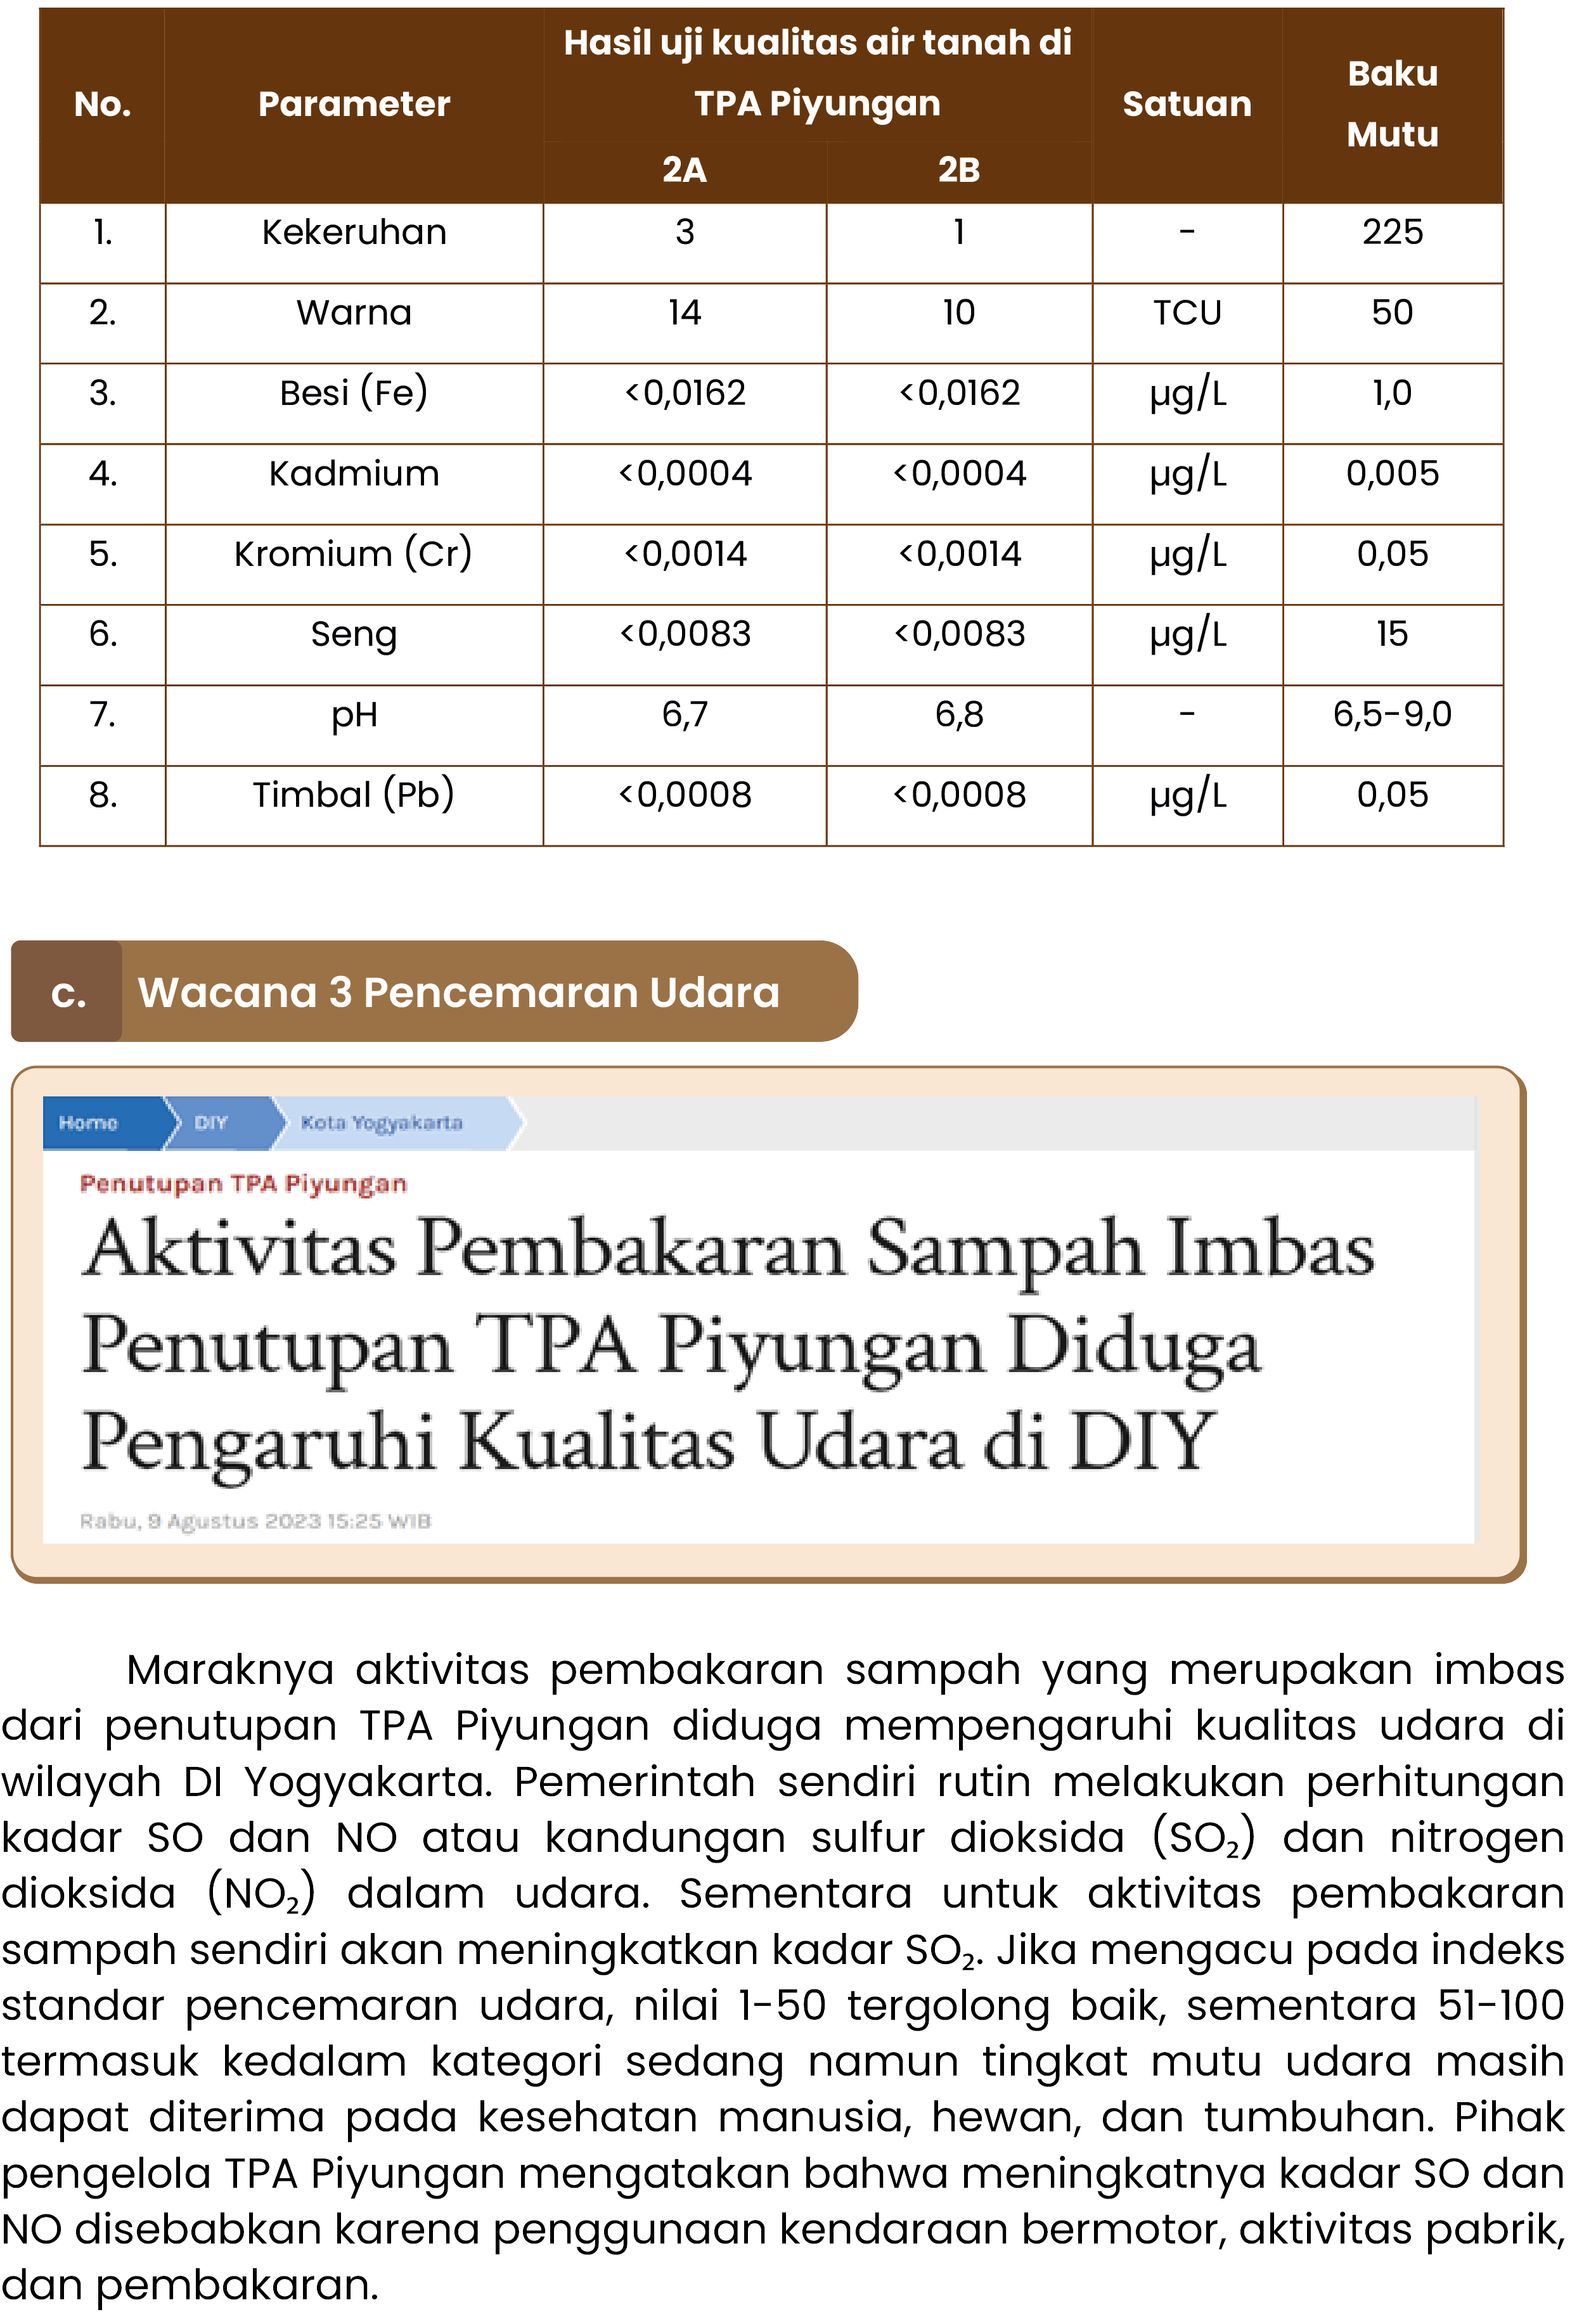 No. Parameter Hasil uji kualitas air tanah di TPA Piyungan Satuan Baku Mutu
2A 2B
1. Kekeruhan 3 1 - 225
2. Warna 14 10 TCU 50
3. Besi (Fe) <0,0162 <0,0162 µg/L 1,0
4. Kadmium <0,0004 <0,0004 µg/L 0,005
5. Kromium (Cr) <0,0014 <0,0014 µg/L 0,05
6. Seng <0,0083 <0,0083 µg/L 15
7. pH 6,7 6,8 - 6,5-9,0
8. Timbal (Pb) <0,0008 <0,0008 µg/L 0,05
c. Wacana 3 Pencemaran Udara
Home DIY Kota Yogyakarta
Penutupan TPA Piyungan
Aktivitas Pembakaran Sampah Imbas
Penutupan TPA Piyungan Diduga
Pengaruhi Kualitas Udara di DIY
Rabu, 9 Agustus 2023 15:25 WIB
Maraknya aktivitas pembakaran sampah yang merupakan imbas
dari penutupan TPA Piyungan diduga mempengaruhi kualitas udara di
wilayah DI Yogyakarta. Pemerintah sendiri rutin melakukan perhitungan
kadar SO dan NO atau kandungan sulfur dioksida (SO₂) dan nitrogen
dioksida (NO₂) dalam udara. Sementara untuk aktivitas pembakaran
sampah sendiri akan meningkatkan kadar SO₂. Jika mengacu pada indeks
standar pencemaran udara, nilai 1-50 tergolong baik, sementara 51-100
termasuk kedalam kategori sedang namun tingkat mutu udara masih
dapat diterima pada kesehatan manusia, hewan, dan tumbuhan. Pihak
pengelola TPA Piyungan mengatakan bahwa meningkatnya kadar SO dan
NO disebabkan karena penggunaan kendaraan bermotor, aktivitas pabrik,
dan pembakaran.